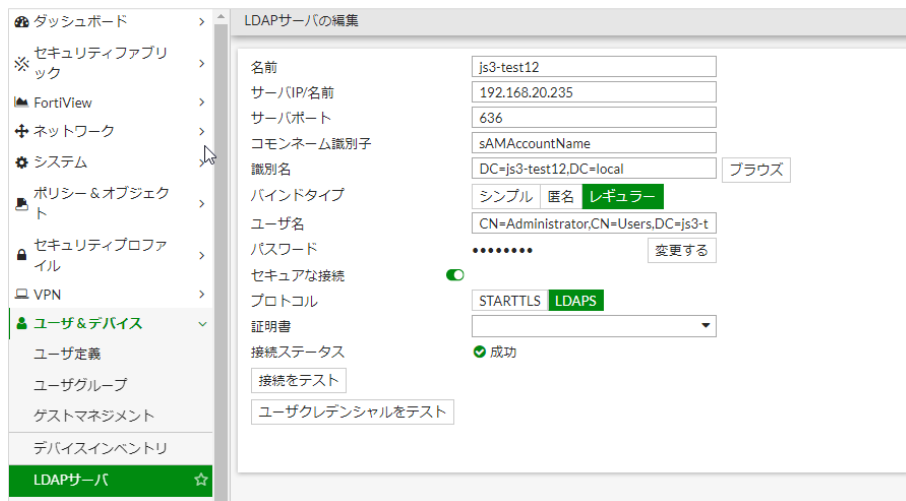 ダッシュボード
セキュリティファブリ
ック
FortiView
ネットワーク
システム
ポリシー＆オブジェク
ト
セキュリティプロファ
イル
VPN
ユーザ＆デバイス
ユーザ定義
ユーザグループ
ゲストマネジメント
デバイスインベントリ
LDAPサーバ
LDAPサーバの編集
名前 js3-test12
サーバIP/名前 192.168.20.235
サーバポート 636
コモンネーム識別子 sAMAccountName
識別名 DC=js3-test12,DC=local ブラウズ
バインドタイプ シンプル 匿名 レギュラー
ユーザ名 CN=Administrator,CN=Users,DC=js3-t
パスワード •••••••• 変更する
セキュアな接続
プロトコル STARTTLS LDAPS
証明書
接続ステータス 成功
接続をテスト
ユーザクレデンシャルをテスト